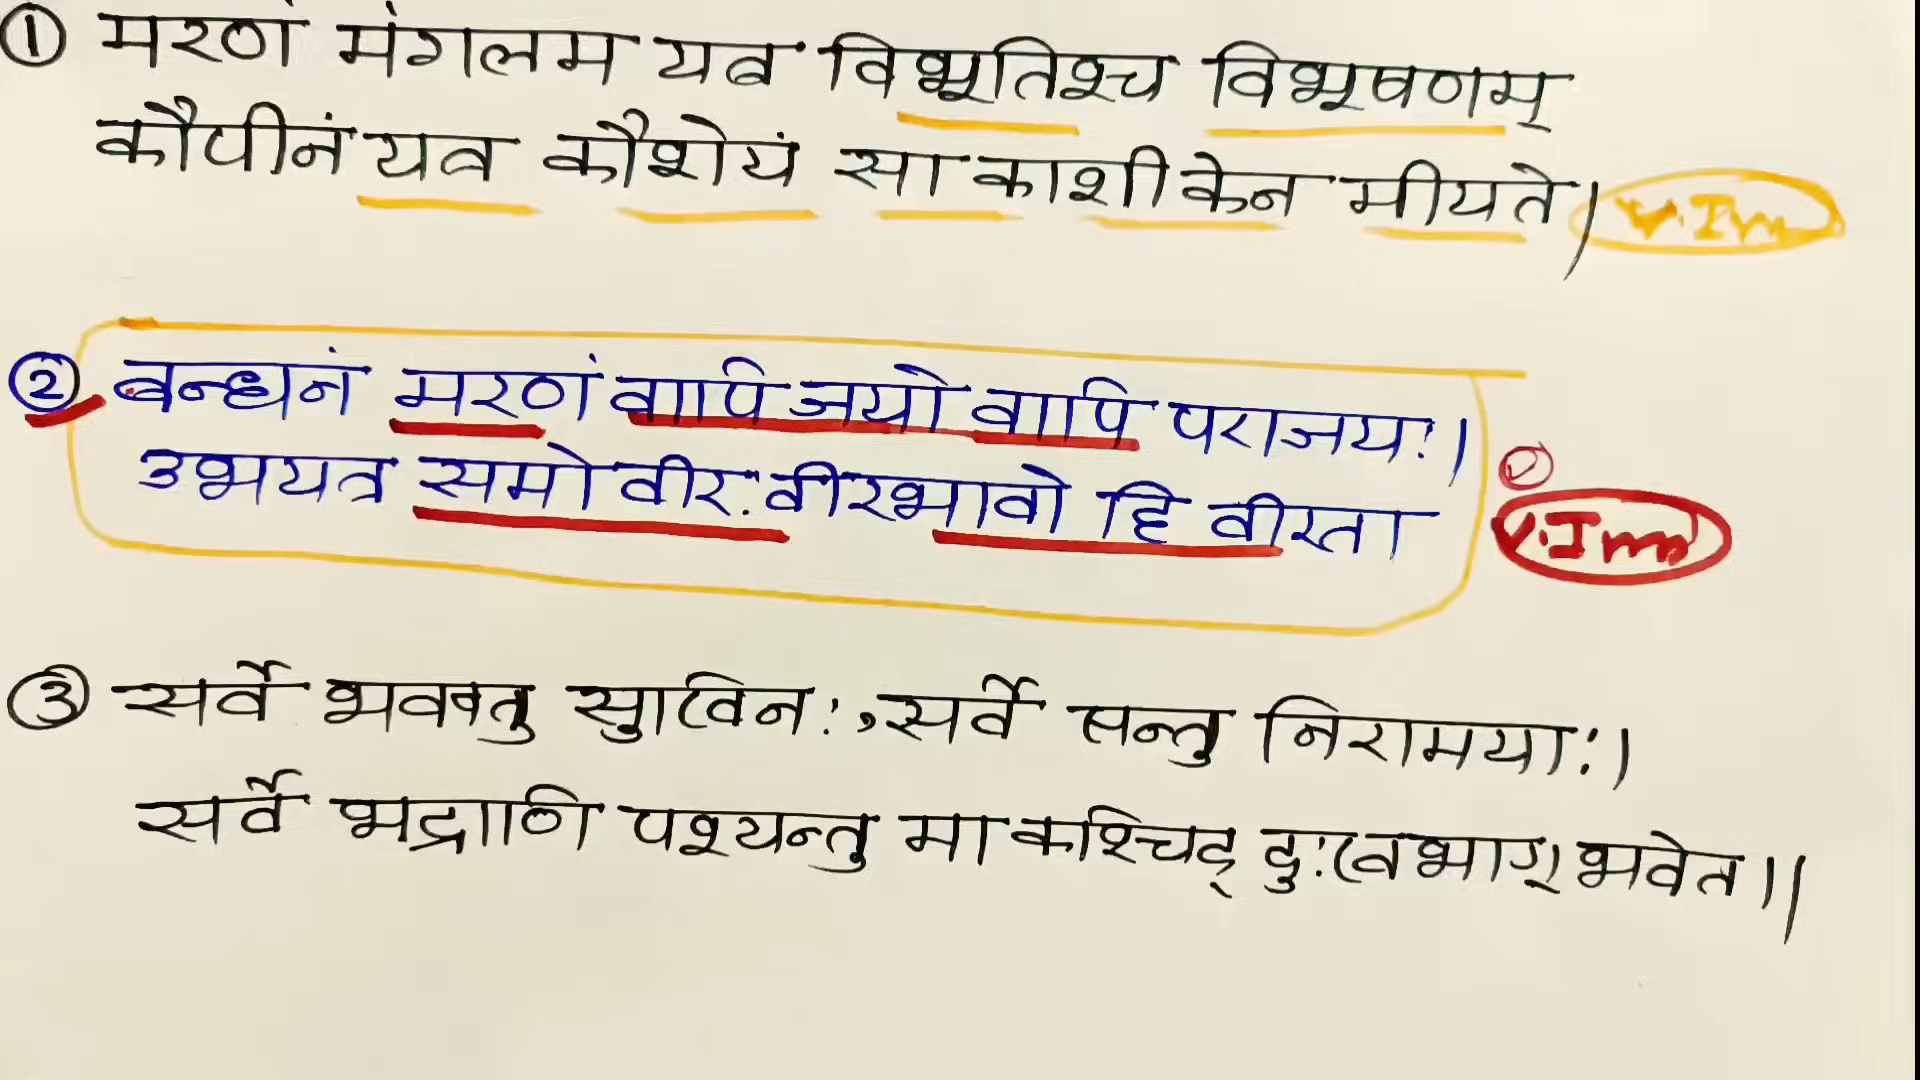 ① मरणं मंगलम यत्र विभूतिश्च विभूषणम्
कौपीनं यत्र कौशेयं सा काशी केन मीयते। V.Im
② बन्धनं मरणं वापि जयो वापि पराजयः।
उभयत्र समो वीर: वीरभावो हि वीरता
V.Imp
③ सर्वे भवन्तु सुखिन:, सर्वे सन्तु निरामया:।
सर्वे भद्राणि पश्यन्तु मा कश्चिद् दु:खभाग् भवेत।।